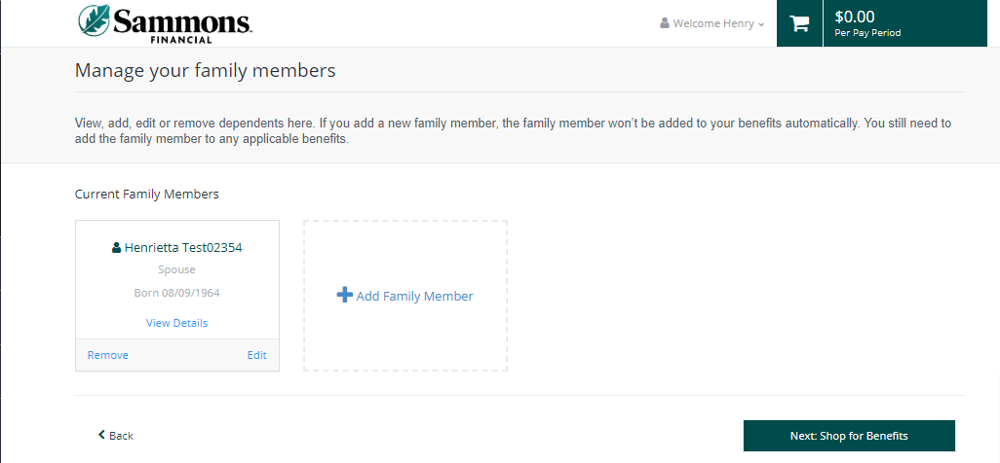 Sammons
FINANCIAL
Welcome Henry
$0.00
Per Pay Period
Manage your family members
View, add, edit or remove dependents here. If you add a new family member, the family member won't be added to your benefits automatically. You still need to
add the family member to any applicable benefits.
Current Family Members
Henrietta Test02354
Spouse
Born 08/09/1964
View Details
Remove
Edit
Add Family Member
Back
Next: Shop for Benefits